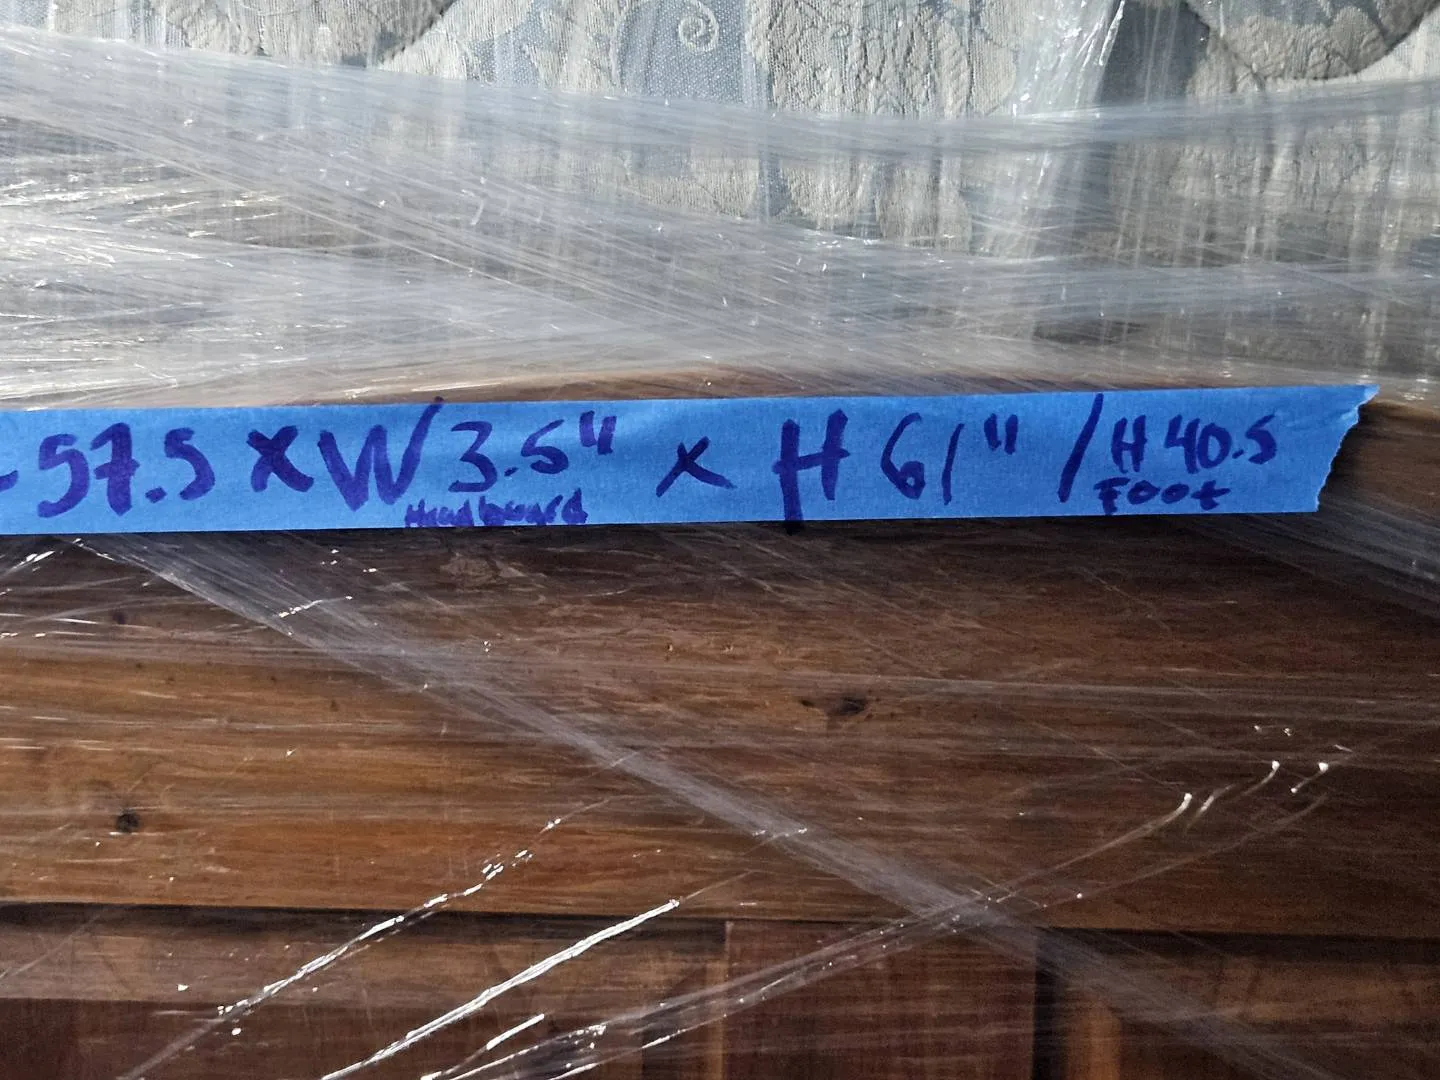 -57.5 X W 3.5" x H 61" / H 40.5
Headboard Foot